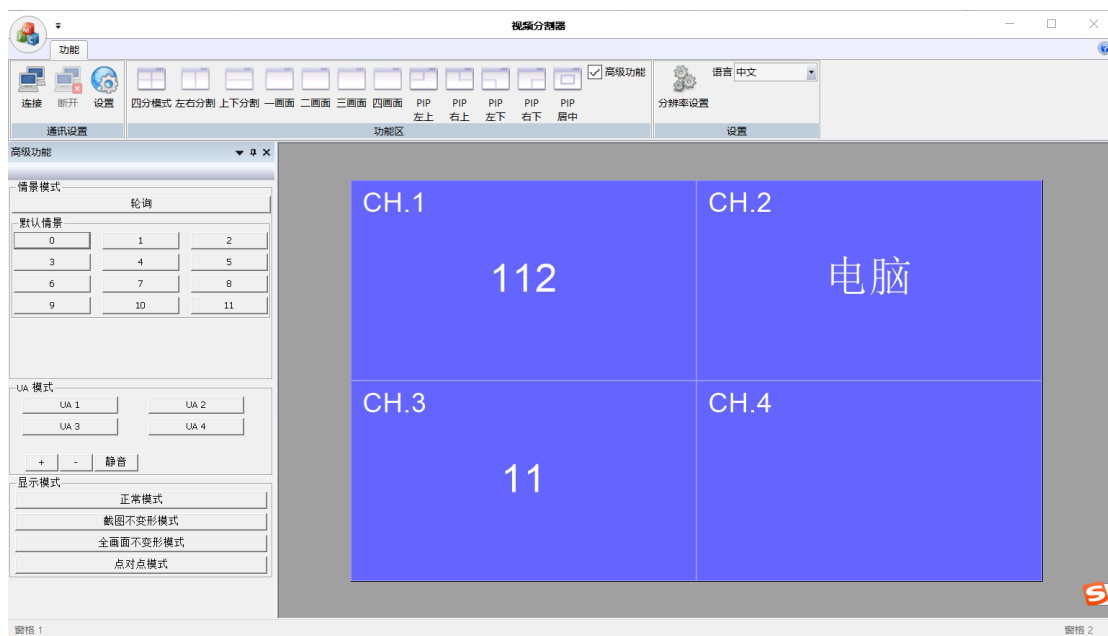 视频分割器
功能
连接 断开 设置 四分模式 左右分割 上下分割 一画面 二画面 三画面 四画面 PIP 左上 PIP 右上 PIP 左下 PIP 右下 PIP 居中 高级功能 分辨率设置 语言 中文
通讯设置 功能区 设置
高级功能
情景模式
轮询
默认情景
0 1 2
3 4 5
6 7 8
9 10 11
UA 模式
UA 1 UA 2
UA 3 UA 4
+ - 静音
显示模式
正常模式
截图不变形模式
全画面不变形模式
点对点模式
CH.1
112
CH.2
电脑
CH.3
11
CH.4
窗格 1 窗格 2